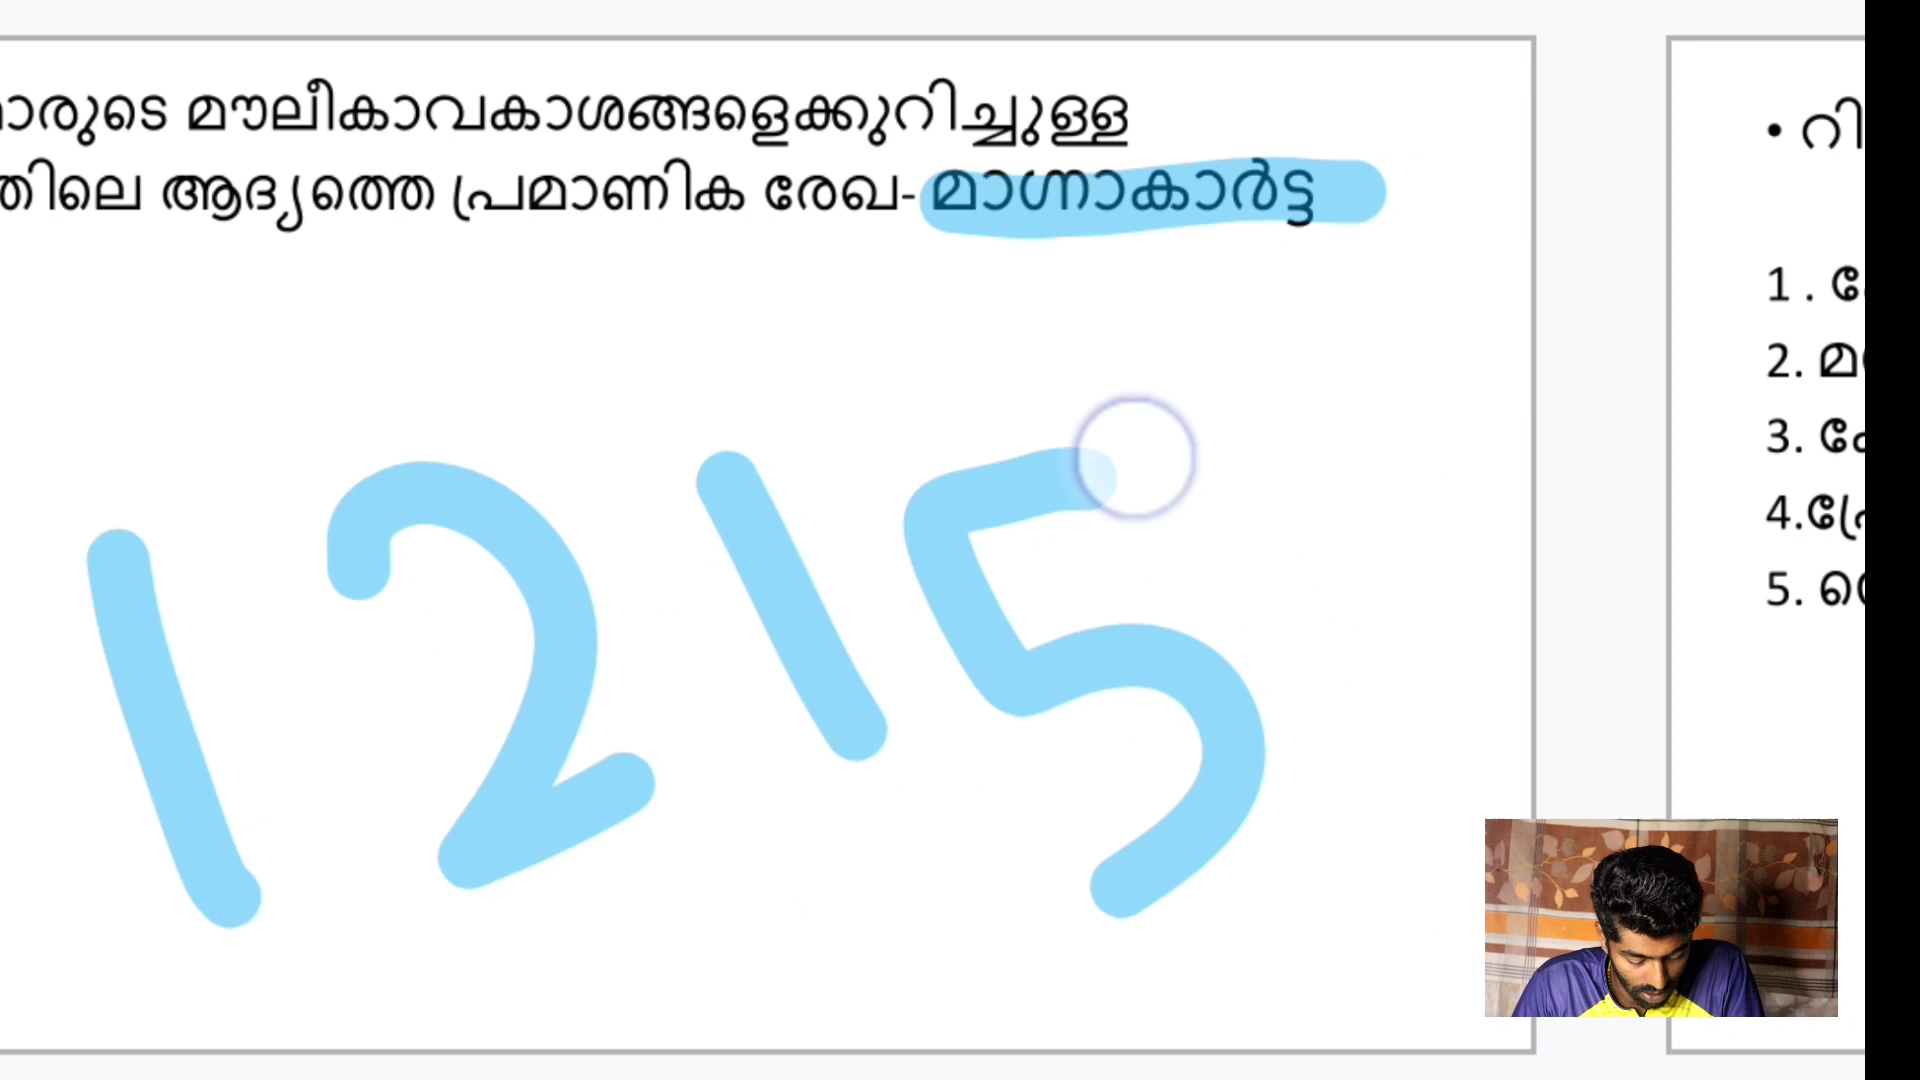 മൗലീകാവകാശങ്ങളെക്കുറിച്ചുള്ള
ആദ്യത്തെ പ്രമാണിക രേഖ-മാഗ്നാകാർട്ട
1215
• റി
1 .
2. മ
3.
4.പ്രേ
5.